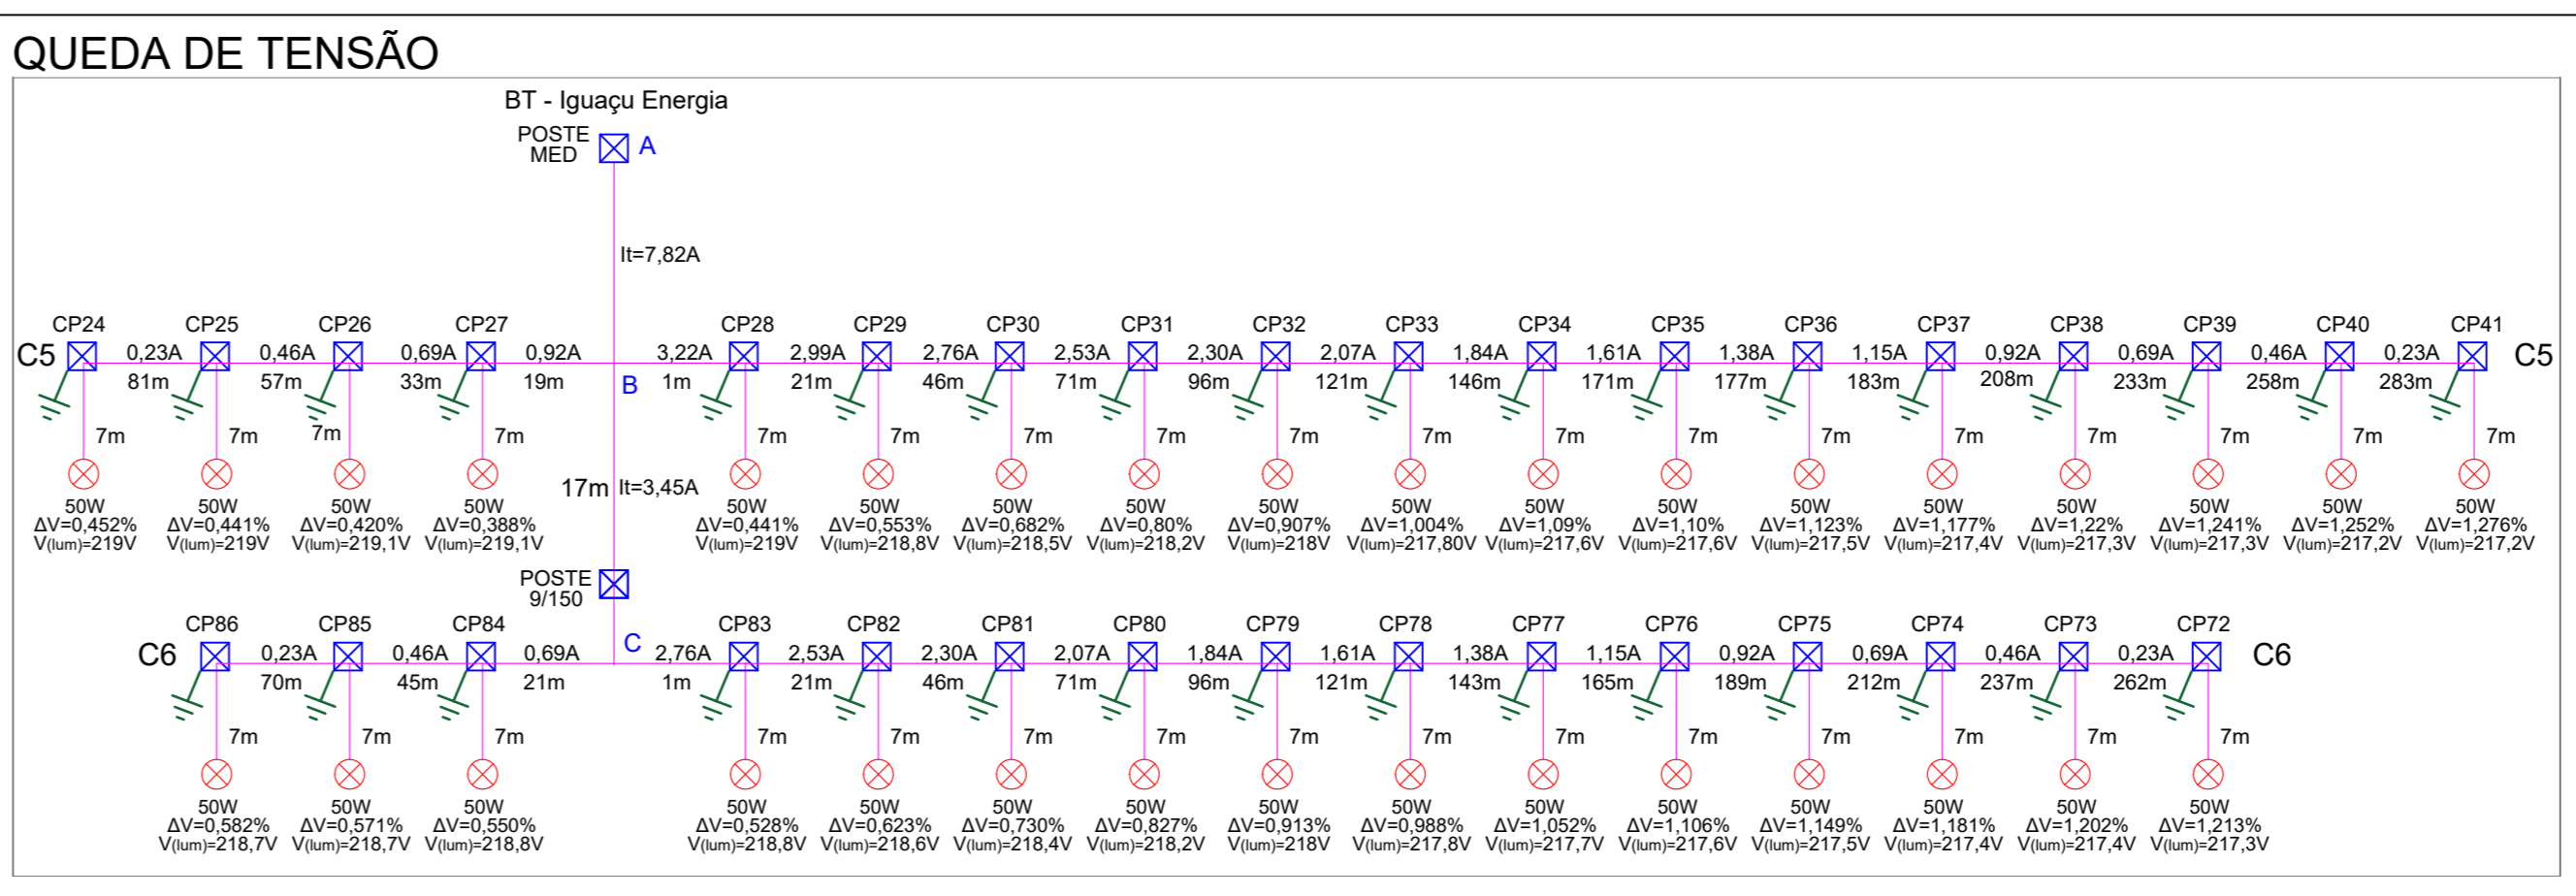 QUEDA DE TENSÃO
BT - Iguaçu Energia
POSTE
MED
A
It=7,82A
CP24 CP25 CP26 CP27 CP28 CP29 CP30 CP31 CP32 CP33 CP34 CP35 CP36 CP37 CP38 CP39 CP40 CP41
C5 0,23A 0,46A 0,69A 0,92A 3,22A 2,99A 2,76A 2,53A 2,30A 2,07A 1,84A 1,61A 1,38A 1,15A 0,92A 0,69A 0,46A 0,23A C5
81m 57m 33m 19m B 1m 21m 46m 71m 96m 121m 146m 171m 177m 183m 208m 233m 258m 283m
7m 7m 7m 7m 7m 7m 7m 7m 7m 7m 7m 7m 7m 7m 7m 7m 7m 7m
17m It=3,45A
50W 50W 50W 50W 50W 50W 50W 50W 50W 50W 50W 50W 50W 50W 50W 50W 50W 50W
ΔV=0,452% ΔV=0,441% ΔV=0,420% ΔV=0,388% ΔV=0,441% ΔV=0,553% ΔV=0,682% ΔV=0,80% ΔV=0,907% ΔV=1,004% ΔV=1,09% ΔV=1,10% ΔV=1,123% ΔV=1,177% ΔV=1,22% ΔV=1,241% ΔV=1,252% ΔV=1,276%
V(lum)=219V V(lum)=219V V(lum)=219,1V V(lum)=219,1V V(lum)=219V V(lum)=218,8V V(lum)=218,5V V(lum)=218,2V V(lum)=218V V(lum)=217,80V V(lum)=217,6V V(lum)=217,6V V(lum)=217,5V V(lum)=217,4V V(lum)=217,3V V(lum)=217,3V V(lum)=217,2V V(lum)=217,2V
POSTE
9/150
CP86 CP85 CP84 CP83 CP82 CP81 CP80 CP79 CP78 CP77 CP76 CP75 CP74 CP73 CP72
C6 0,23A 0,46A 0,69A C 2,76A 2,53A 2,30A 2,07A 1,84A 1,61A 1,38A 1,15A 0,92A 0,69A 0,46A 0,23A C6
70m 45m 21m 1m 21m 46m 71m 96m 121m 143m 165m 189m 212m 237m 262m
7m 7m 7m 7m 7m 7m 7m 7m 7m 7m 7m 7m 7m 7m 7m
50W 50W 50W 50W 50W 50W 50W 50W 50W 50W 50W 50W 50W 50W 50W
ΔV=0,582% ΔV=0,571% ΔV=0,550% ΔV=0,528% ΔV=0,623% ΔV=0,730% ΔV=0,827% ΔV=0,913% ΔV=0,988% ΔV=1,052% ΔV=1,106% ΔV=1,149% ΔV=1,181% ΔV=1,202% ΔV=1,213%
V(lum)=218,7V V(lum)=218,7V V(lum)=218,8V V(lum)=218,8V V(lum)=218,6V V(lum)=218,4V V(lum)=218,2V V(lum)=218V V(lum)=217,8V V(lum)=217,7V V(lum)=217,6V V(lum)=217,5V V(lum)=217,4V V(lum)=217,4V V(lum)=217,3V